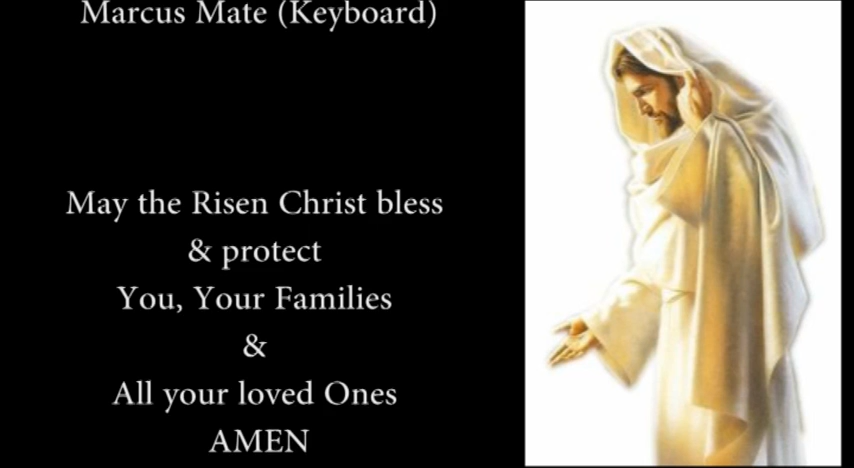 Marcus Mate (Keyboard)
May the Risen Christ bless
& protect
You, Your Families
&
All your loved Ones
AMEN